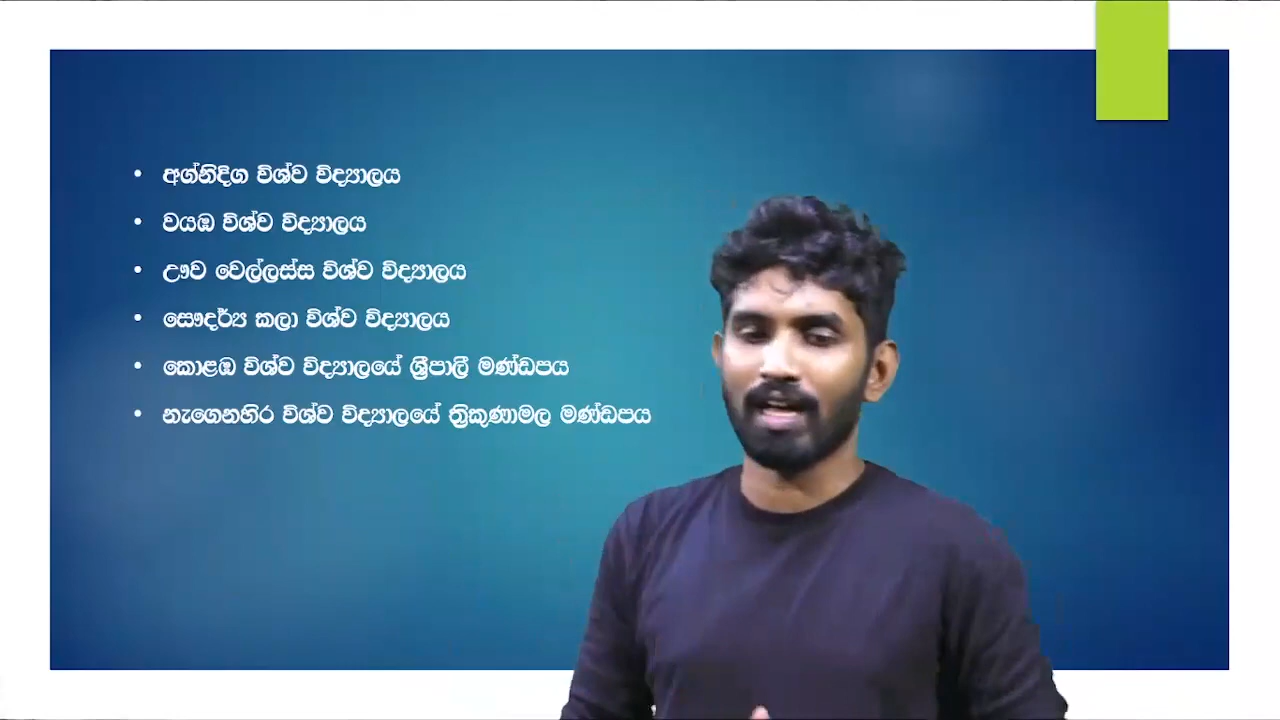 අග්නිදිග විශ්ව විද්‍යාලය
වයඹ විශ්ව විද්‍යාලය
ඌව වෙල්ලස්ස විශ්ව විද්‍යාලය
සෞදර්ය කලා විශ්ව විද්‍යාලය
කොළඹ විශ්ව විද්‍යාලයේ ශ්‍රීපාලී මණ්ඩපය
නැගෙනහිර විශ්ව විද්‍යාලයේ ත්‍රිකුණාමල මණ්ඩපය